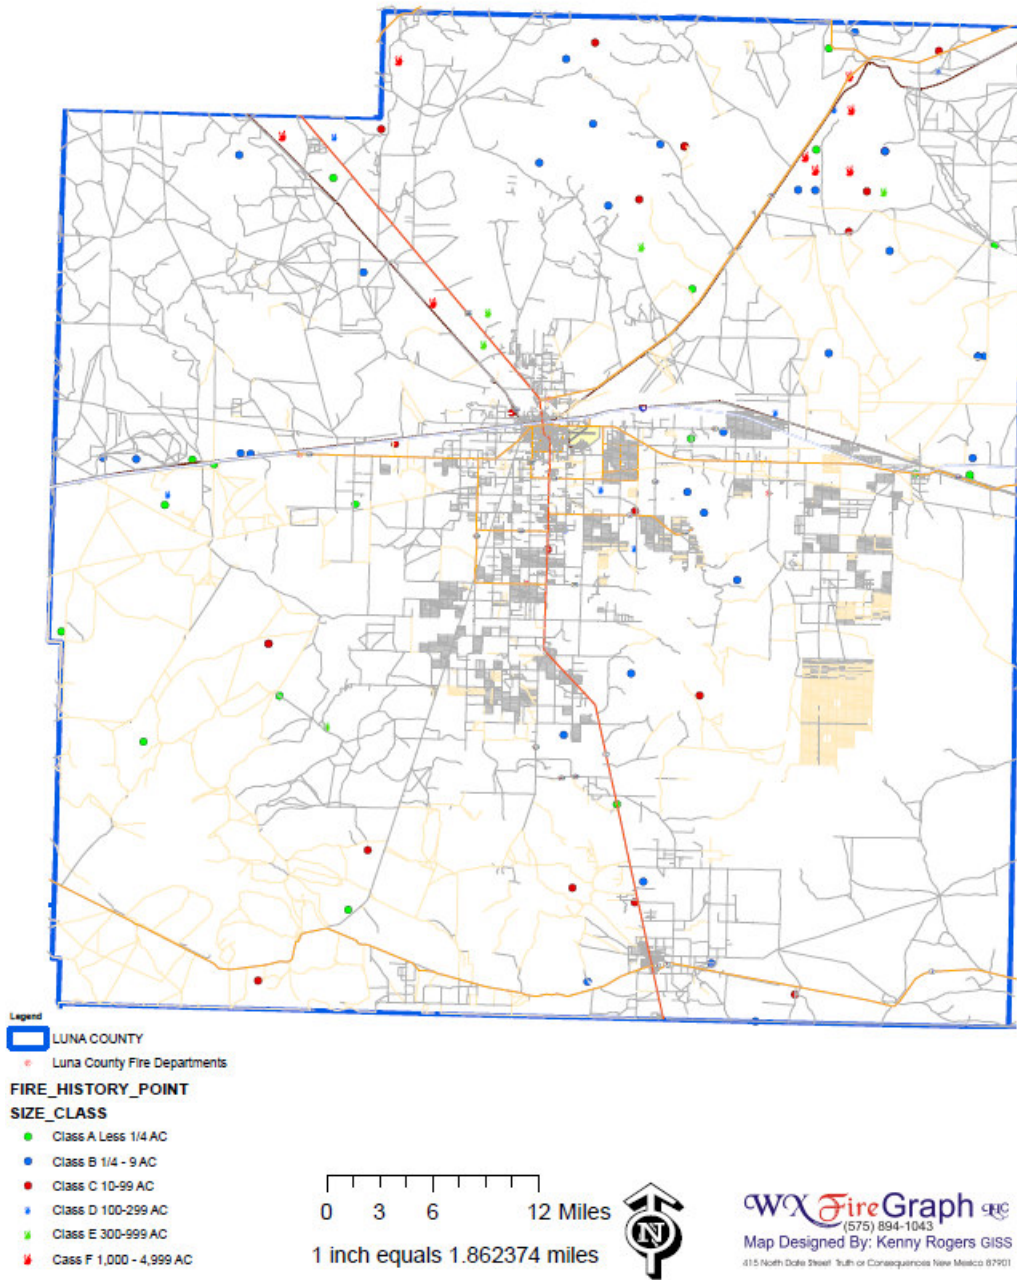 Legend
LUNA COUNTY
Luna County Fire Departments
FIRE_HISTORY_POINT
SIZE_CLASS
Class A Less 1/4 AC
Class B 1/4 - 9 AC
Class C 10-99 AC
Class D 100-299 AC
Class E 300-999 AC
Cass F 1,000 - 4,999 AC
0 3 6 12 Miles
1 inch equals 1.862374 miles
N
WX FireGraph LLC
(575) 894-1043
Map Designed By: Kenny Rogers GISS
415 North Date Street Truth or Consequences New Mexico 87901